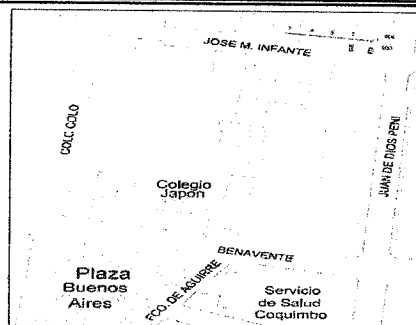 JOSE M. INFANTE
COLO COLO
JUAN DE DIOS PENI
Colegio
Japón
BENAVENTE
FCO. DE AGUIRRE
Plaza
Buenos
Aires
Servicio
de Salud
Coquimbo